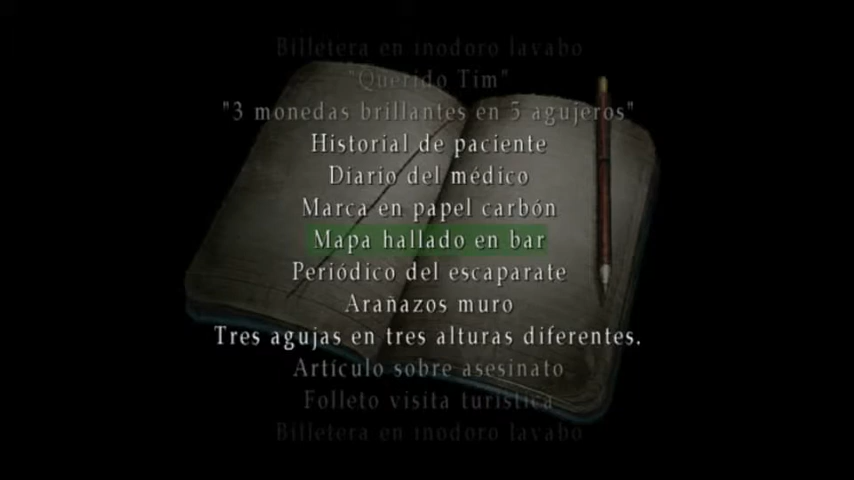 Billetera en inodoro lavabo
"Querido Tim"
"3 monedas brillantes en 5 agujeros"
Historial de paciente
Diario del médico
Marca en papel carbón
Mapa hallado en bar
Periódico del escaparate
Arañazos muro
Tres agujas en tres alturas diferentes.
Artículo sobre asesinato
Folleto visita turística
Billetera en inodoro lavabo